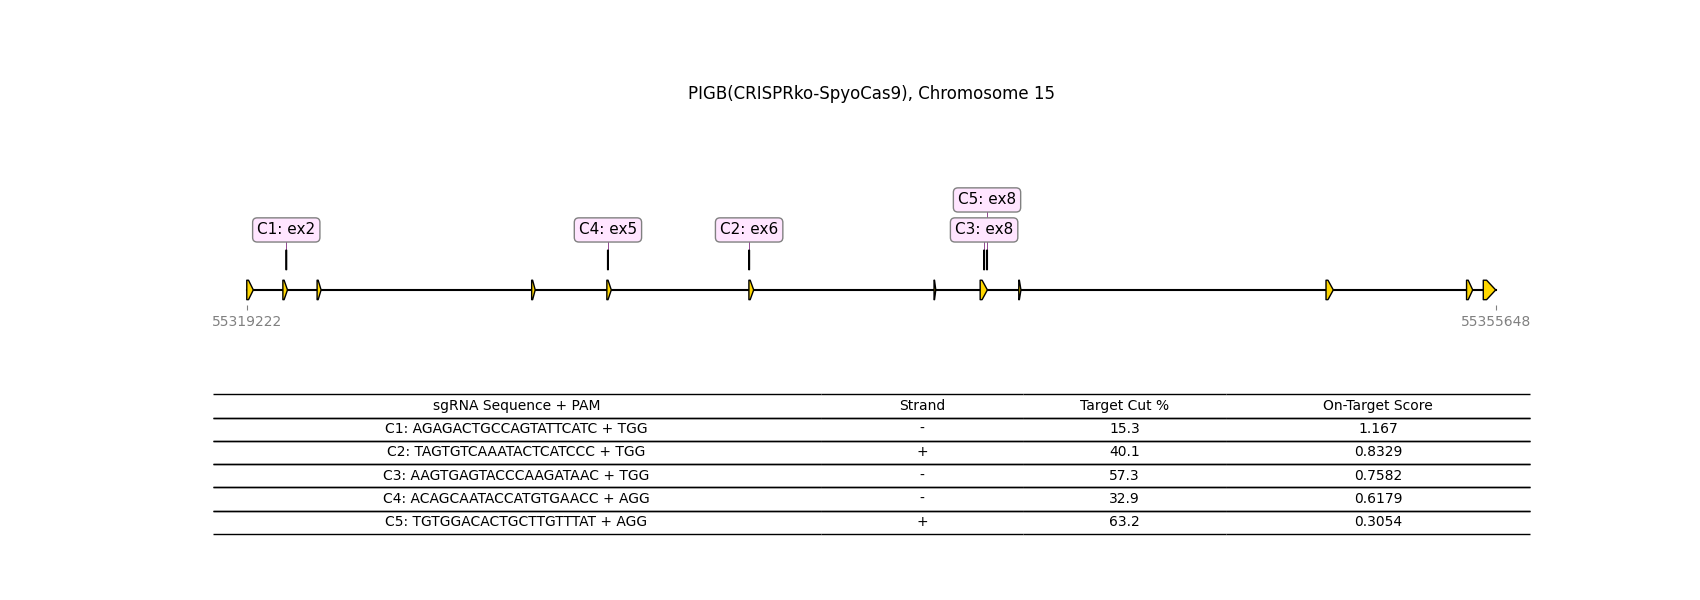 PIGB(CRISPRko-SpyoCas9), Chromosome 15
C5: ex8
C1: ex2 C4: ex5 C2: ex6 C3: ex8
55319222 55355648
sgRNA Sequence + PAM Strand Target Cut % On-Target Score
C1: AGAGACTGCCAGTATTCATC + TGG - 15.3 1.167
C2: TAGTGTCAAATACTCATCCC + TGG + 40.1 0.8329
C3: AAGTGAGTACCCAAGATAAC + TGG - 57.3 0.7582
C4: ACAGCAATACCATGTGAACC + AGG - 32.9 0.6179
C5: TGTGGACACTGCTTGTTTAT + AGG + 63.2 0.3054